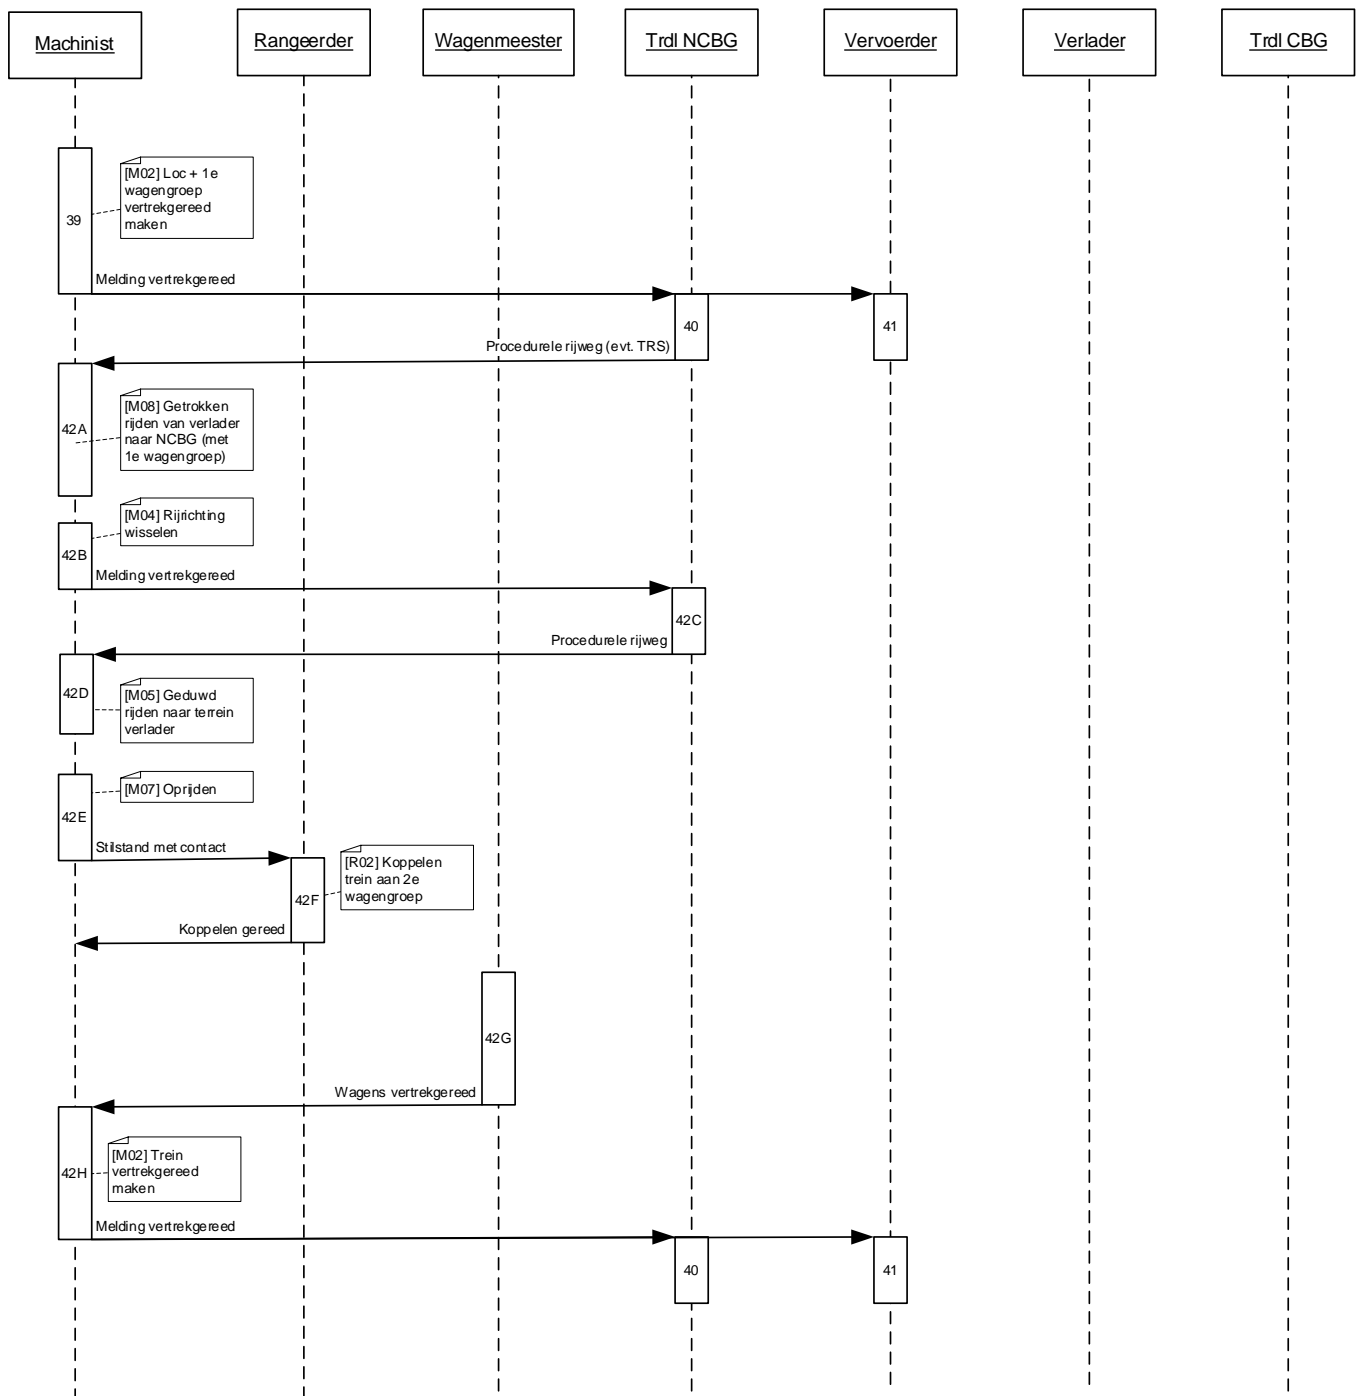 Machinist
Rangeerder
Wagenmeester
Trdl NCBG
Vervoerder
Verlader
Trdl CBG
[M02] Loc + 1e
wagengroep
vertrekgereed
maken
39
Melding vertrekgereed
40
41
Procedurele rijweg (evt. TRS)
[M08] Getrokken
rijden van verlader
naar NCBG (met
1e wagengroep)
42A
[M04] Rijrichting
wisselen
42B
Melding vertrekgereed
42C
Procedurele rijweg
42D
[M05] Geduwd
rijden naar terrein
verlader
[M07] Oprijden
42E
Stilstand met contact
[R02] Koppelen
trein aan 2e
wagengroep
42F
Koppelen gereed
42G
Wagens vertrekgereed
[M02] Trein
vertrekgereed
maken
42H
Melding vertrekgereed
40
41